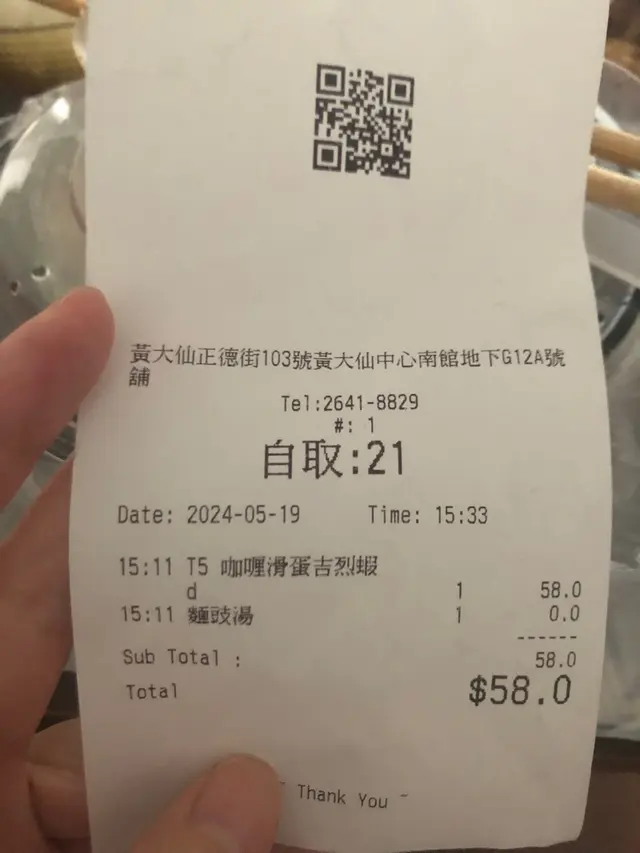 黃大仙正德街103號黃大仙中心南館地下G12A號
舖
Tel:2641-8829
#: 1
自取:21
Date: 2024-05-19 Time: 15:33
15:11 T5 咖喱滑蛋吉烈蝦
d 1 58.0
15:11 麵豉湯 1 0.0
------
Sub Total : 58.0
Total $58.0
~ Thank You ~